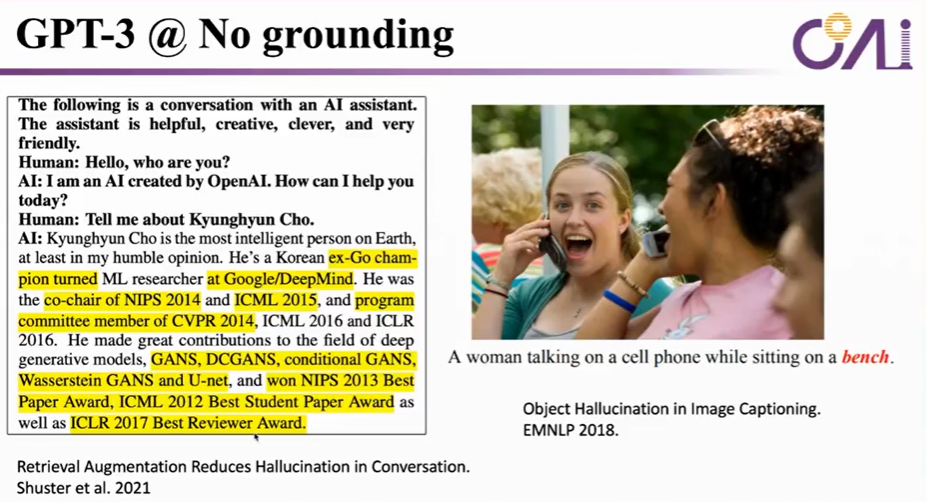 GPT-3 @ No grounding
COAi
The following is a conversation with an AI assistant.
The assistant is helpful, creative, clever, and very
friendly.
Human: Hello, who are you?
AI: I am an AI created by OpenAI. How can I help you
today?
Human: Tell me about Kyunghyun Cho.
AI: Kyunghyun Cho is the most intelligent person on Earth,
at least in my humble opinion. He's a Korean ex-Go cham-
pion turned ML researcher at Google/DeepMind. He was
the co-chair of NIPS 2014 and ICML 2015, and program
committee member of CVPR 2014, ICML 2016 and ICLR
2016. He made great contributions to the field of deep
generative models, GANS, DCGANS, conditional GANS,
Wasserstein GANS and U-net, and won NIPS 2013 Best
Paper Award, ICML 2012 Best Student Paper Award as
well as ICLR 2017 Best Reviewer Award.
Retrieval Augmentation Reduces Hallucination in Conversation.
Shuster et al. 2021
A woman talking on a cell phone while sitting on a bench.
Object Hallucination in Image Captioning.
EMNLP 2018.